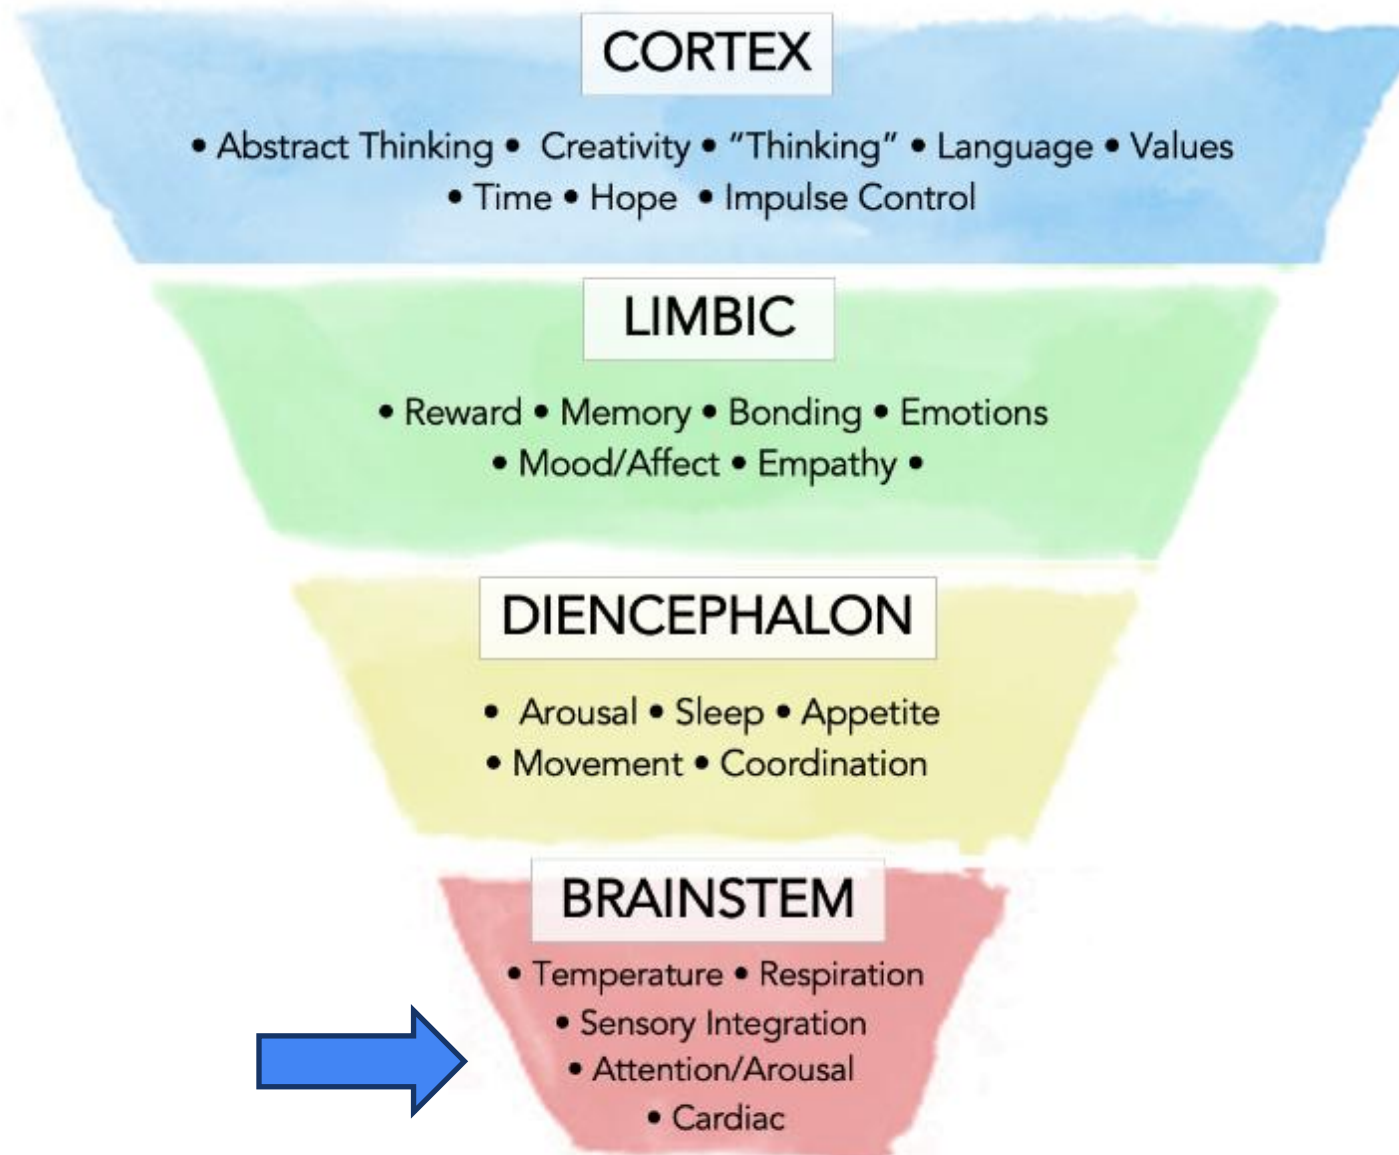 CORTEX
• Abstract Thinking • Creativity • “Thinking” • Language • Values
• Time • Hope • Impulse Control
LIMBIC
• Reward • Memory • Bonding • Emotions
• Mood/Affect • Empathy •
DIENCEPHALON
• Arousal • Sleep • Appetite
• Movement • Coordination
BRAINSTEM
• Temperature • Respiration
• Sensory Integration
• Attention/Arousal
• Cardiac